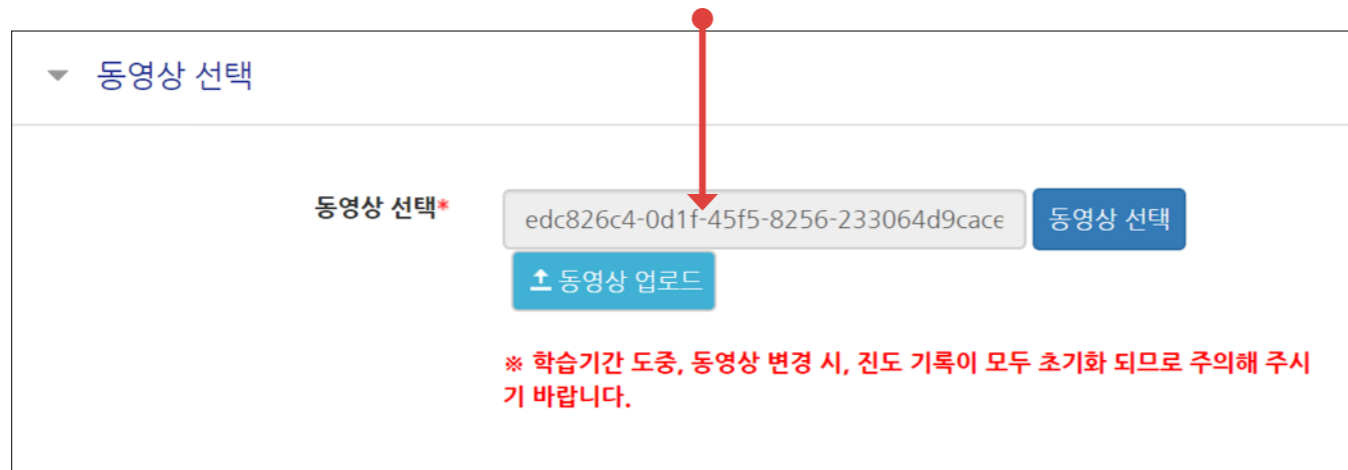 동영상 선택
동영상 선택*
edc826c4-0d1f-45f5-8256-233064d9cace
동영상 선택
동영상 업로드
※ 학습기간 도중, 동영상 변경 시, 진도 기록이 모두 초기화 되므로 주의해 주시
기 바랍니다.